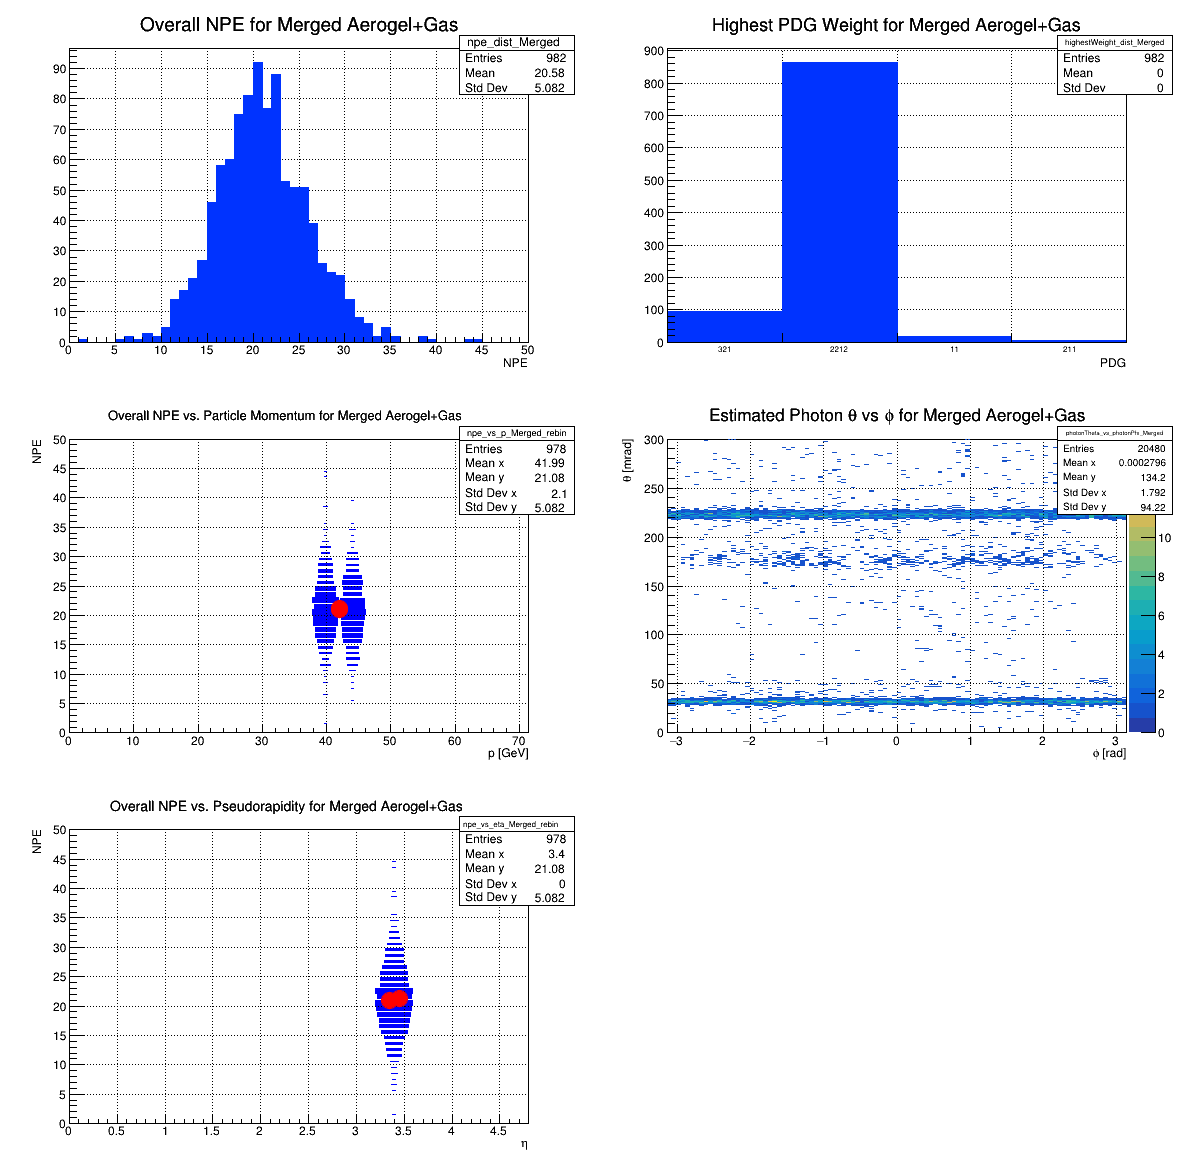 Overall NPE for Merged Aerogel+Gas
npe_dist_Merged
Entries 982
Mean 20.58
Std Dev 5.082
90
80
70
60
50
40
30
20
10
0
0 5 10 15 20 25 30 35 40 45 50
NPE
Highest PDG Weight for Merged Aerogel+Gas
highestWeight_dist_Merged
Entries 982
Mean 0
Std Dev 0
900
800
700
600
500
400
300
200
100
0
321 2212 11 211
PDG
Overall NPE vs. Particle Momentum for Merged Aerogel+Gas
npe_vs_p_Merged_rebin
Entries 978
Mean x 41.99
Mean y 21.08
Std Dev x 2.1
Std Dev y 5.082
NPE
50
45
40
35
30
25
20
15
10
5
0
0 10 20 30 40 50 60 70
p [GeV]
Estimated Photon θ vs ϕ for Merged Aerogel+Gas
photonTheta_vs_photonPhi_Merged
Entries 20480
Mean x 0.0002796
Mean y 134.2
Std Dev x 1.792
Std Dev y 94.22
θ [mrad]
300
250
200
150
100
50
0
−3 −2 −1 0 1 2 3
ϕ [rad]
10
8
6
4
2
0
Overall NPE vs. Pseudorapidity for Merged Aerogel+Gas
npe_vs_eta_Merged_rebin
Entries 978
Mean x 3.4
Mean y 21.08
Std Dev x 0
Std Dev y 5.082
NPE
50
45
40
35
30
25
20
15
10
5
0
0 0.5 1 1.5 2 2.5 3 3.5 4 4.5
η